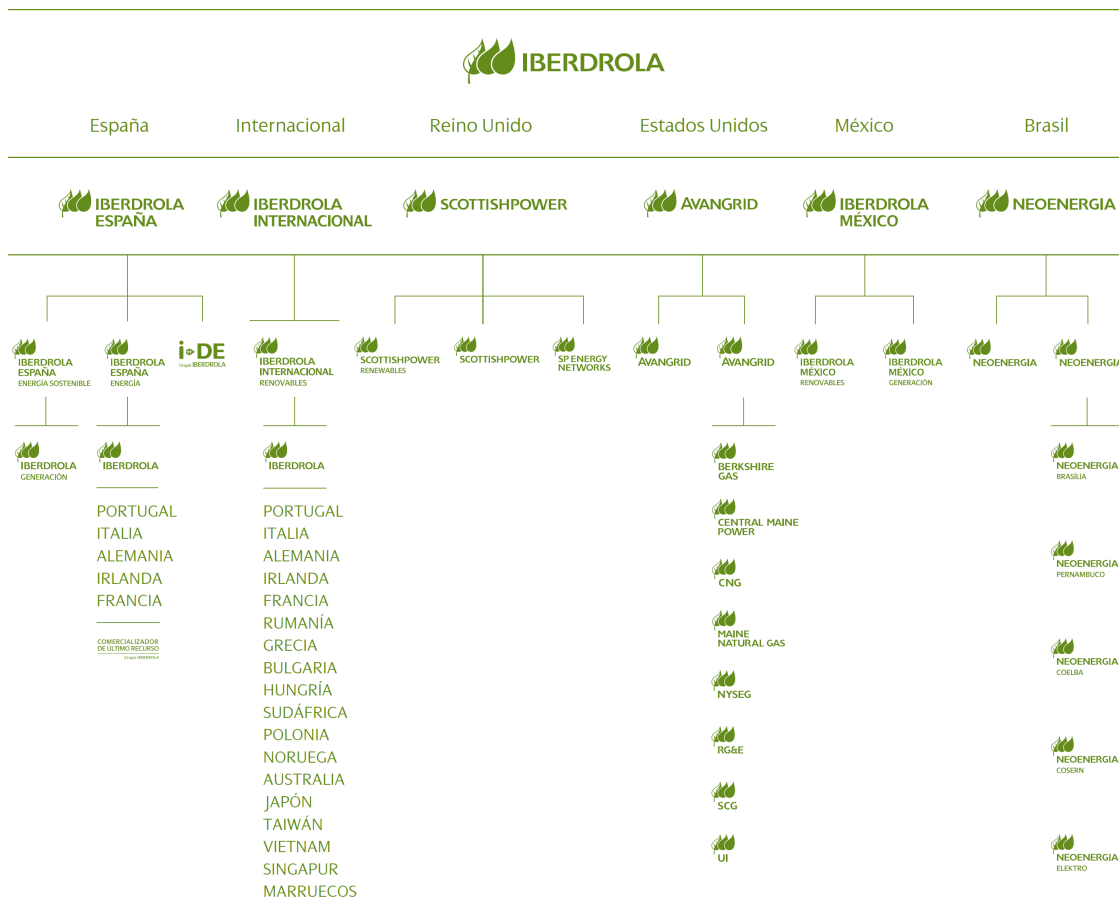 IBERDROLA
España
Internacional
Reino Unido
Estados Unidos
México
Brasil
IBERDROLA
ESPAÑA
IBERDROLA
INTERNACIONAL
SCOTTISHPOWER
AVANGRID
IBERDROLA
MÉXICO
NEOENERGIA
IBERDROLA
ESPAÑA
ENERGÍA SOSTENIBLE
IBERDROLA
ESPAÑA
ENERGÍA
i-DE
Grupo IBERDROLA
IBERDROLA
INTERNACIONAL
RENOVABLES
SCOTTISHPOWER
RENEWABLES
SCOTTISHPOWER
SP ENERGY
NETWORKS
AVANGRID
AVANGRID
IBERDROLA
MÉXICO
RENOVABLES
IBERDROLA
MÉXICO
GENERACIÓN
NEOENERGIA
NEOENERGIA
IBERDROLA
GENERACIÓN
IBERDROLA
PORTUGAL
ITALIA
ALEMANIA
IRLANDA
FRANCIA
COMERCIALIZADOR
DE ÚLTIMO RECURSO
Grupo IBERDROLA
IBERDROLA
PORTUGAL
ITALIA
ALEMANIA
IRLANDA
FRANCIA
RUMANÍA
GRECIA
BULGARIA
HUNGRÍA
SUDÁFRICA
POLONIA
NORUEGA
AUSTRALIA
JAPÓN
TAIWÁN
VIETNAM
SINGAPUR
MARRUECOS
BERKSHIRE
GAS
CENTRAL MAINE
POWER
CNG
MAINE
NATURAL GAS
NYSEG
RG&E
SCG
UI
NEOENERGIA
BRASÍLIA
NEOENERGIA
PERNAMBUCO
NEOENERGIA
COELBA
NEOENERGIA
COSERN
NEOENERGIA
ELEKTRO